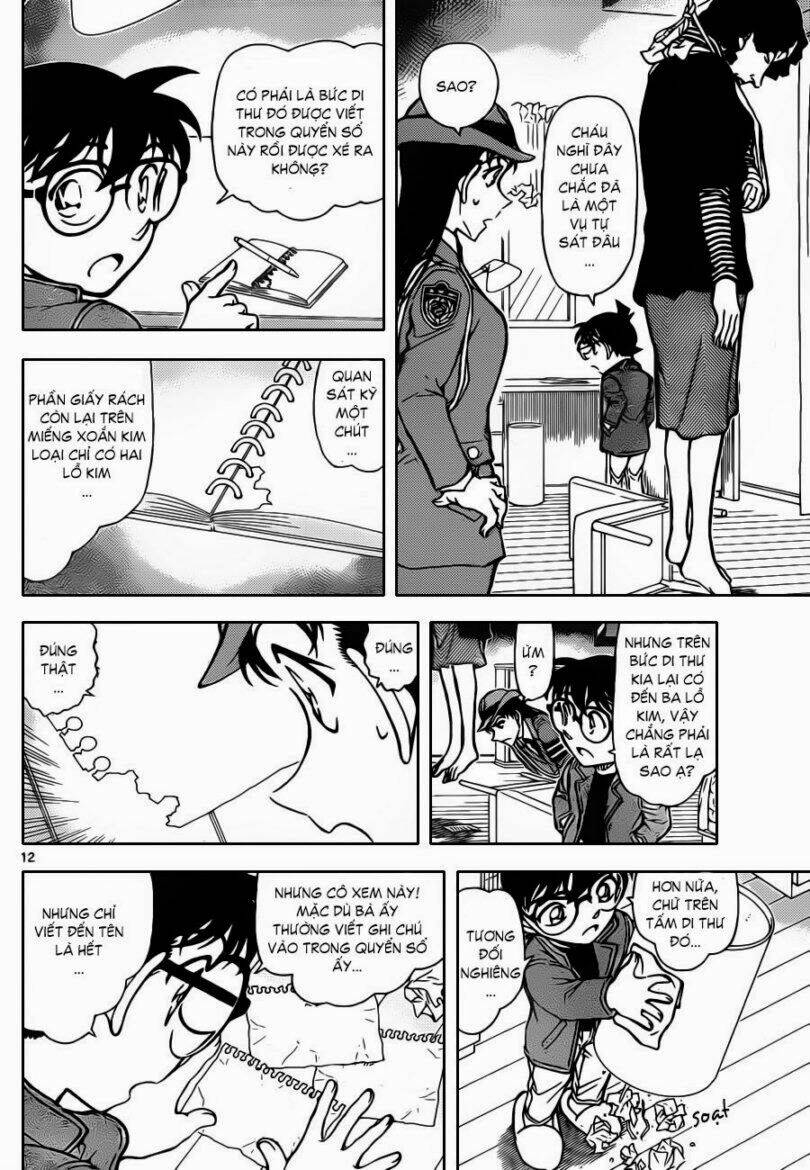 CHÁU
NGHĨ ĐÂY
CHƯA
CHẮC ĐÃ
LÀ MỘT
VỤ TỰ
SÁT ĐÂU
...
SAO?
CÓ PHẢI LÀ BỨC DI
THƯ ĐÓ ĐƯỢC VIẾT
TRONG QUYỂN SỔ
NÀY RỒI ĐƯỢC XÉ RA
KHÔNG?
QUAN
SÁT KỸ
MỘT
CHÚT
...
PHẦN GIẤY RÁCH
CÒN LẠI TRÊN
MIẾNG XOẮN KIM
LOẠI CHỈ CÓ HAI
LỖ KIM
...
NHƯNG TRÊN
BỨC DI THƯ
KIA LẠI CÓ
ĐẾN BA LỖ
KIM, VẬY
CHẲNG PHẢI
LÀ RẤT LẠ
SAO Ạ?
ỪM
?
ĐÚNG
...
ĐÚNG
THẬT
...
12
HƠN NỮA,
CHỮ TRÊN
TẤM DI THƯ
ĐÓ...
TƯƠNG
ĐỐI
NGHIÊNG
...
soạt
NHƯNG CÔ XEM NÀY!
MẶC DÙ BÀ ẤY
THƯỜNG VIẾT GHI CHÚ
VÀO TRONG QUYỂN SỔ
ẤY...
NHƯNG CHỈ
VIẾT ĐẾN TÊN
LÀ HẾT ...
...